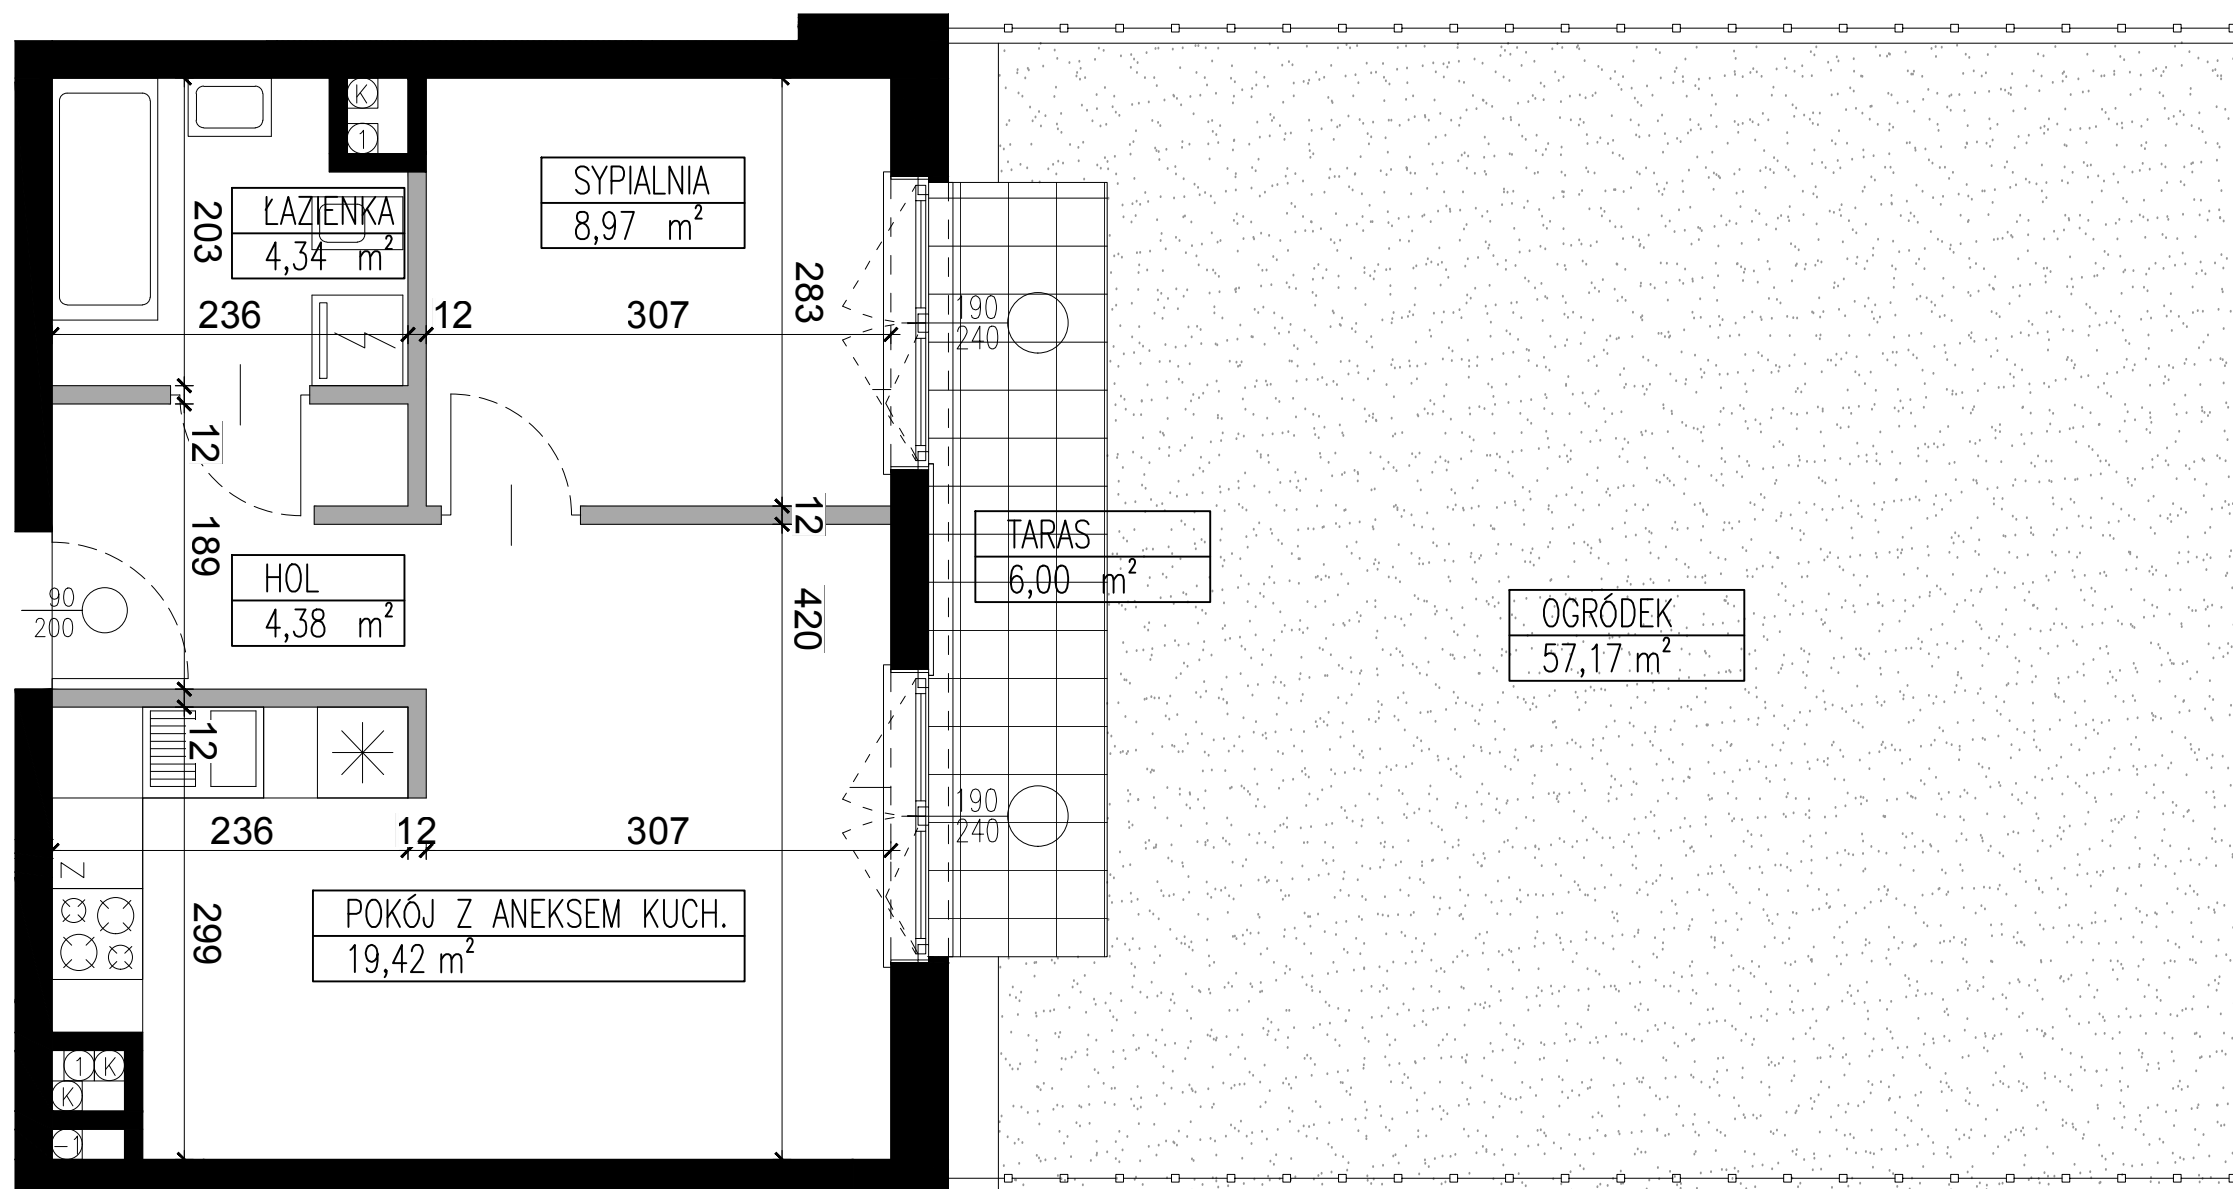 K
1
SYPIALNIA
8,97 m²
ŁAZIENKA
4,34 m²
203
283
236
12
307
190
240
12
12
189
TARAS
6,00 m²
HOL
4,38 m²
90
200
420
OGRÓDEK
57,17 m²
12
190
240
236
12
307
Z
POKÓJ Z ANEKSEM KUCH.
19,42 m²
299
1 K
K
-1